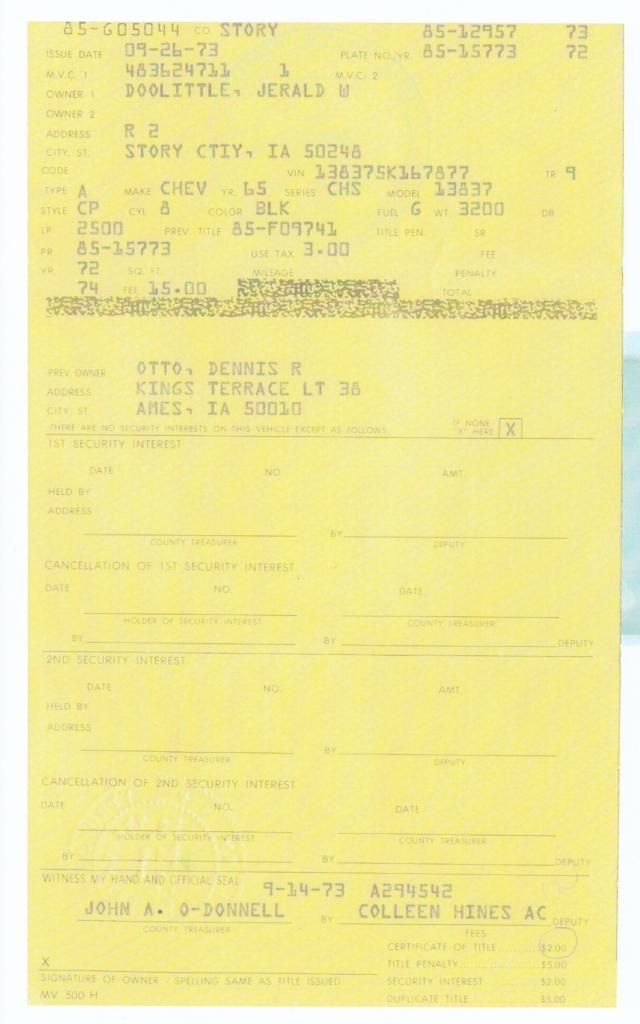 85-G05044 CO. STORY 85-12957 73
ISSUE DATE 09-26-73 PLATE NO./YR. 85-15773 72
M.V.C. 1 483624711 1 M.V.C. 2
OWNER 1 DOOLITTLE, JERALD W
OWNER 2
ADDRESS R 2
CITY, ST. STORY CTIY, IA 50248
CODE VIN 138375K167877 TR 9
TYPE A MAKE CHEV YR. 65 SERIES CHS MODEL 13837
STYLE CP CYL 8 COLOR BLK FUEL G WT. 3200 DB
LP 2500 PREV. TITLE 85-F09741 TITLE PEN. SR
PR 85-15773 USE TAX 3.00 FEE
YR. 72 SQ. FT. MILEAGE PENALTY
74 FEE 15.00 TOTAL
PREV. OWNER OTTO, DENNIS R
ADDRESS KINGS TERRACE LT 38
CITY, ST. AMES, IA 50010
THERE ARE NO SECURITY INTERESTS ON THIS VEHICLE EXCEPT AS FOLLOWS. IF NONE, "X" HERE X
1ST SECURITY INTEREST
DATE NO. AMT.
HELD BY
ADDRESS
BY
COUNTY TREASURER DEPUTY
CANCELLATION OF 1ST SECURITY INTEREST
DATE NO. DATE
HOLDER OF SECURITY INTEREST COUNTY TREASURER
BY BY DEPUTY
2ND SECURITY INTEREST
DATE NO. AMT.
HELD BY
ADDRESS
BY
COUNTY TREASURER DEPUTY
CANCELLATION OF 2ND SECURITY INTEREST
DATE NO. DATE
HOLDER OF SECURITY INTEREST COUNTY TREASURER
BY BY DEPUTY
WITNESS MY HAND AND OFFICIAL SEAL 9-14-73 A294542
JOHN A. O-DONNELL BY COLLEEN HINES AC DEPUTY
COUNTY TREASURER FEES
CERTIFICATE OF TITLE.........$2.00
X TITLE PENALTY.................$5.00
SIGNATURE OF OWNER - SPELLING SAME AS TITLE ISSUED SECURITY INTEREST $2.00
MV 500 H DUPLICATE TITLE $5.00